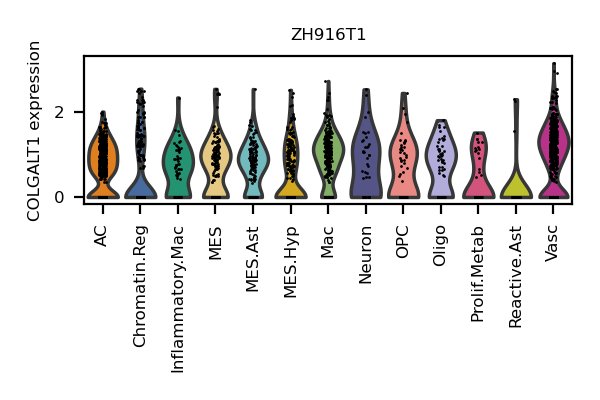 ZH916T1
COLGALT1 expression
2
0
AC
Chromatin.Reg
Inflammatory.Mac
MES
MES.Ast
MES.Hyp
Mac
Neuron
OPC
Oligo
Prolif.Metab
Reactive.Ast
Vasc